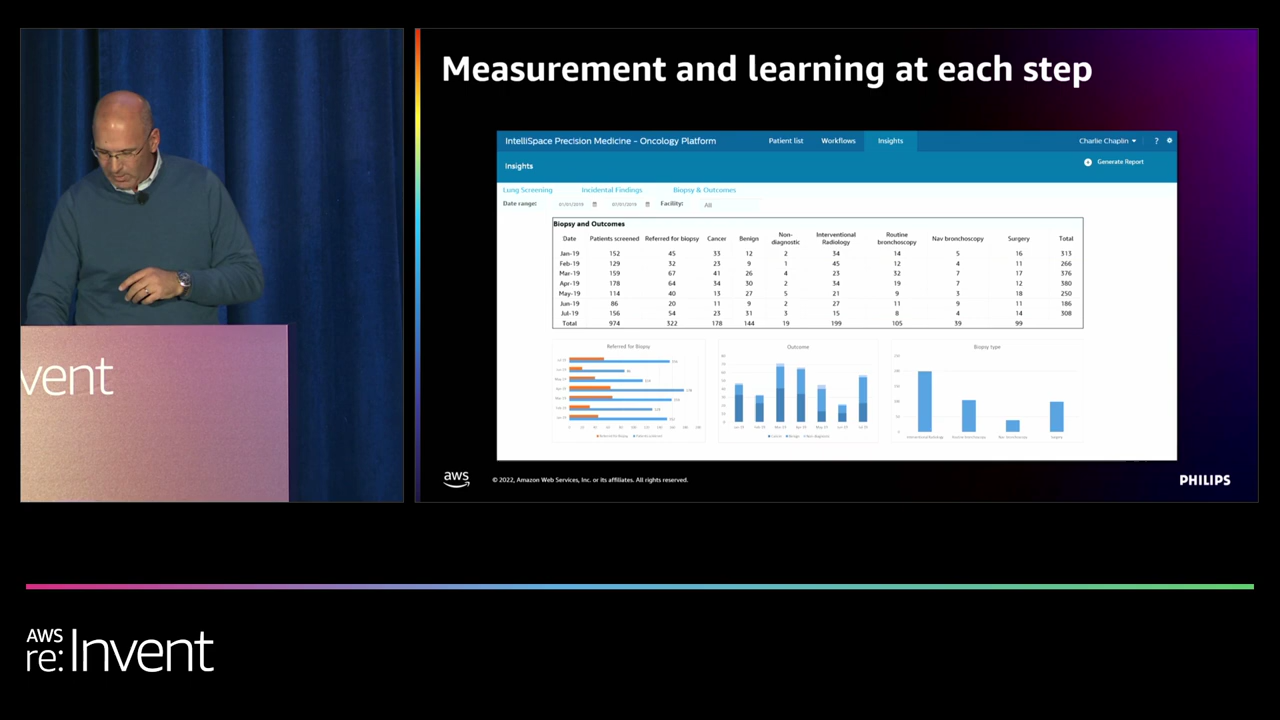 Measurement and learning at each step
IntelliSpace Precision Medicine - Oncology Platform Patient list Workflows Insights Charlie Chaplin ?
Insights Generate Report
Lung Screening Incidental Findings Biopsy & Outcomes
Date range: 01/01/2019 07/01/2019 Facility: All
Biopsy and Outcomes
Date Patients screened Referred for biopsy Cancer Benign Non-diagnostic Interventional Radiology Routine bronchoscopy Nav bronchoscopy Surgery Total
Jan-19 152 45 33 12 2 34 14 5 16 313
Feb-19 129 32 23 9 1 45 12 4 11 266
Mar-19 159 67 41 26 4 23 32 7 17 376
Apr-19 178 64 34 30 2 34 19 7 12 380
May-19 114 40 13 27 5 21 9 3 18 250
Jun-19 86 20 11 9 2 27 11 9 11 186
Jul-19 156 54 23 31 3 15 8 4 14 308
Total 974 322 178 144 19 199 105 39 99
Referred for Biopsy
Outcome
Biopsy type
vent
aws
© 2022, Amazon Web Services, Inc. or its affiliates. All rights reserved.
PHILIPS
AWS
re:Invent